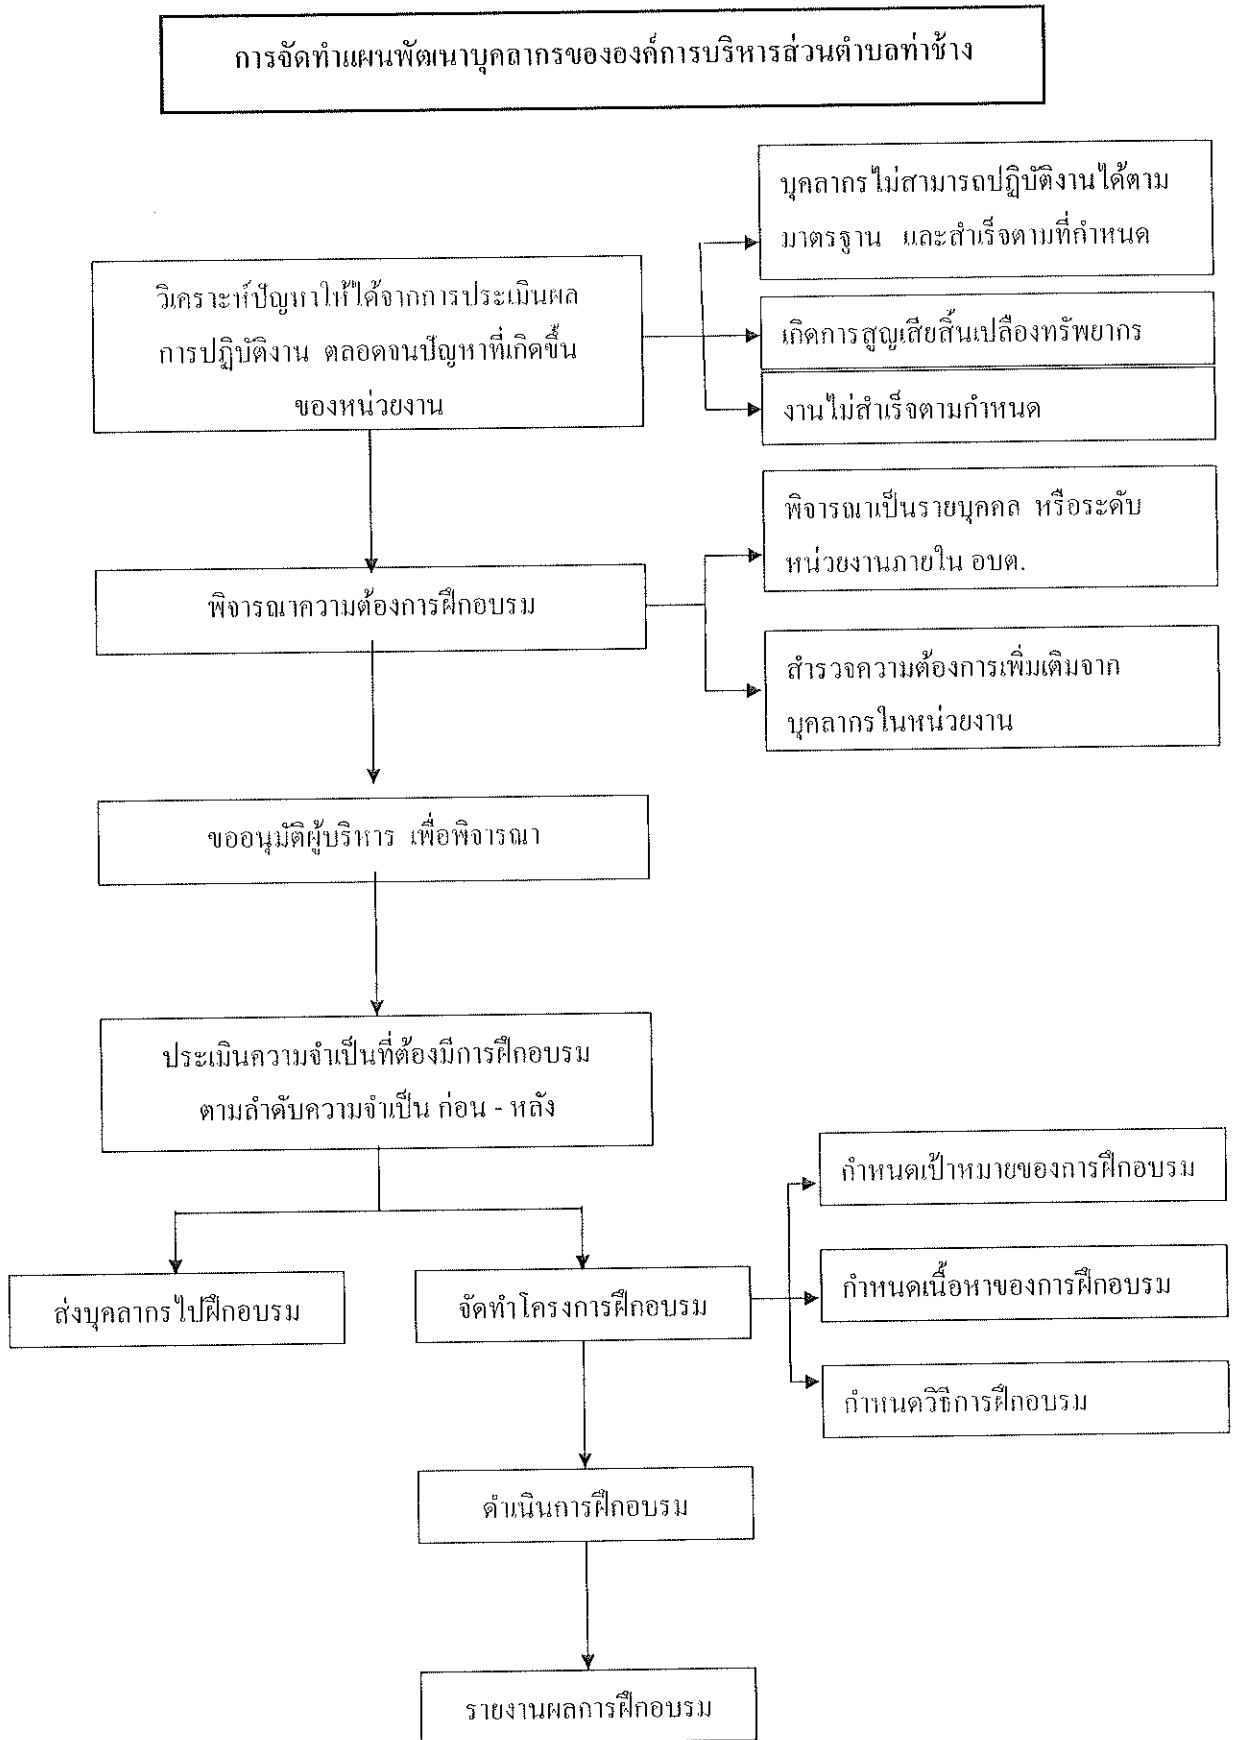 การจัดทำแผนพัฒนาบุคลากรขององค์การบริหารส่วนตำบลท่าช้าง
บุคลากรไม่สามารถปฏิบัติงานได้ตาม
มาตรฐาน และสำเร็จตามที่กำหนด
วิเคราะห์ปัญหาให้ได้จากการประเมินผล
การปฏิบัติงาน ตลอดจนปัญหาที่เกิดขึ้น
ของหน่วยงาน
เกิดการสูญเสียสิ้นเปลืองทรัพยากร
งานไม่สำเร็จตามกำหนด
พิจารณาเป็นรายบุคคล หรือระดับ
หน่วยงานภายใน อบต.
พิจารณาความต้องการฝึกอบรม
สำรวจความต้องการเพิ่มเติมจาก
บุคลากรในหน่วยงาน
ขออนุมัติผู้บริหาร เพื่อพิจารณา
ประเมินความจำเป็นที่ต้องมีการฝึกอบรม
ตามลำดับความจำเป็น ก่อน - หลัง
กำหนดเป้าหมายของการฝึกอบรม
ส่งบุคลากรไปฝึกอบรม
จัดทำโครงการฝึกอบรม
กำหนดเนื้อหาของการฝึกอบรม
กำหนดวิธีการฝึกอบรม
ดำเนินการฝึกอบรม
รายงานผลการฝึกอบรม